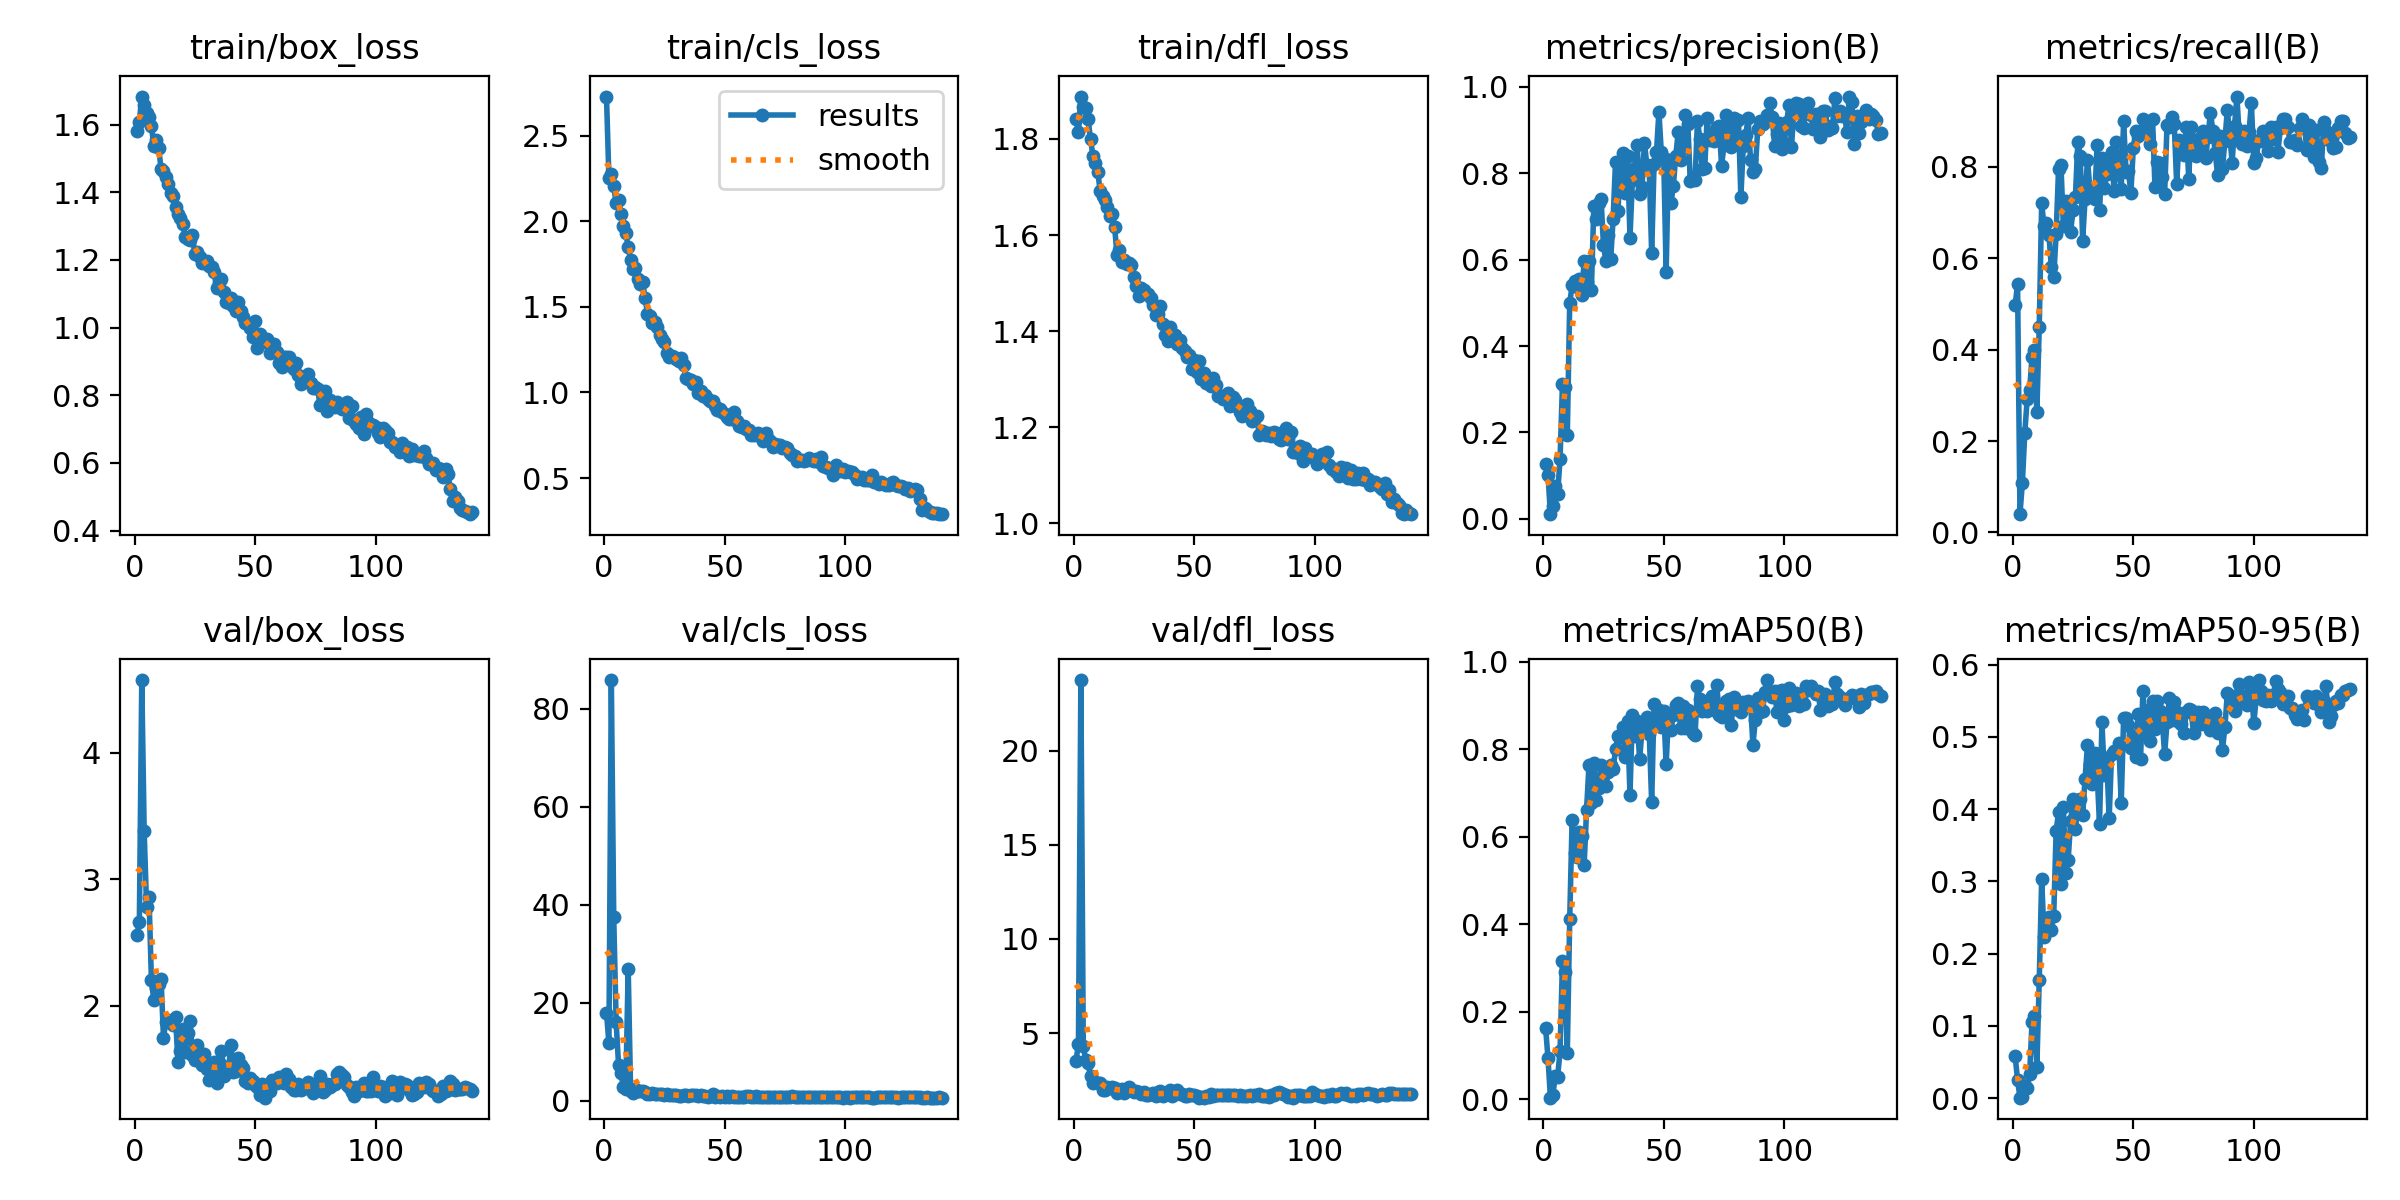 train/box_loss
train/cls_loss
train/dfl_loss
metrics/precision(B)
metrics/recall(B)
1.6
1.4
1.2
1.0
0.8
0.6
0.4
0 50 100
results
smooth
2.5
2.0
1.5
1.0
0.5
0 50 100
1.8
1.6
1.4
1.2
1.0
0 50 100
1.0
0.8
0.6
0.4
0.2
0.0
0 50 100
0.8
0.6
0.4
0.2
0.0
0 50 100
val/box_loss
val/cls_loss
val/dfl_loss
metrics/mAP50(B)
metrics/mAP50-95(B)
4
3
2
0 50 100
80
60
40
20
0
0 50 100
20
15
10
5
0 50 100
1.0
0.8
0.6
0.4
0.2
0.0
0 50 100
0.6
0.5
0.4
0.3
0.2
0.1
0.0
0 50 100